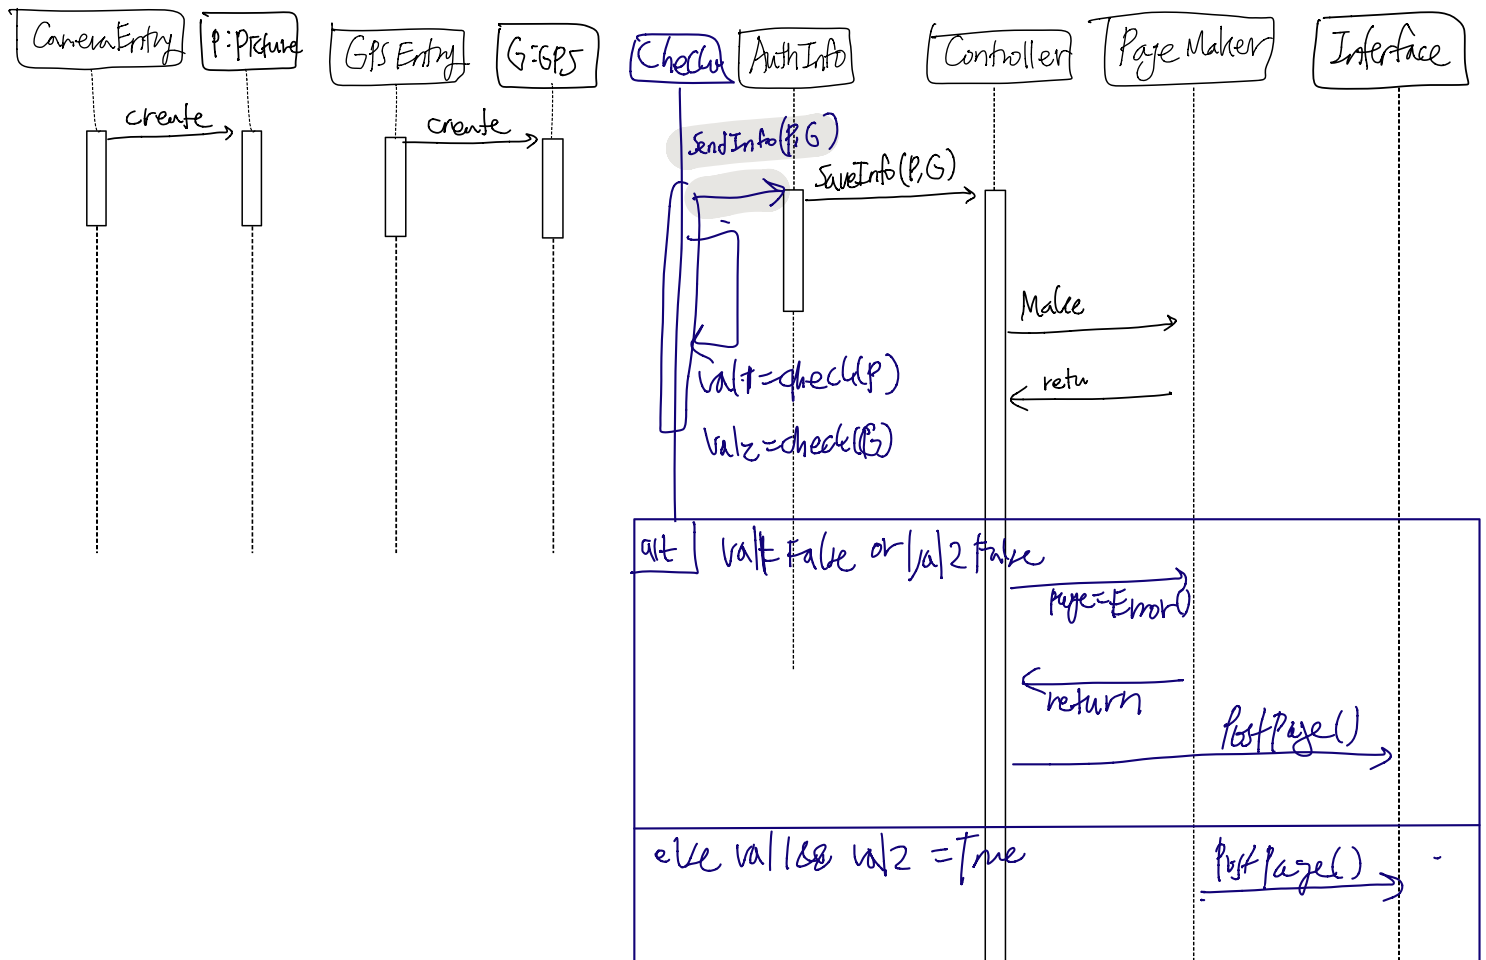 CameraEntry
P:Picture
GPS Entry
G:GPS
Checku
AuthInfo
Controller
Page Maker
Interface
create
create
SendInfo(P,G)
SaveInfo(P,G)
Make
retu
val1=check(P)
val2=check(G)
alt
val1=False or val2 False
page=Error()
return
PostPage()
else val1&& val2 =True
PostPage()